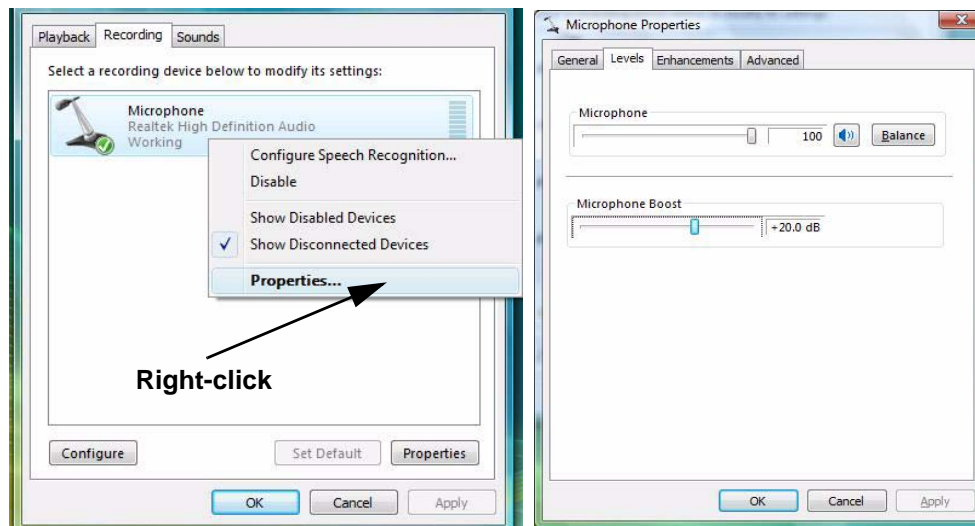 Playback Recording Sounds
Select a recording device below to modify its settings:
Microphone
Realtek High Definition Audio
Working
Configure Speech Recognition...
Disable
Show Disabled Devices
Show Disconnected Devices
Properties...
Right-click
Configure Set Default Properties
OK Cancel Apply
Microphone Properties
General Levels Enhancements Advanced
Microphone
100 Balance
Microphone Boost
+20.0 dB
OK Cancel Apply